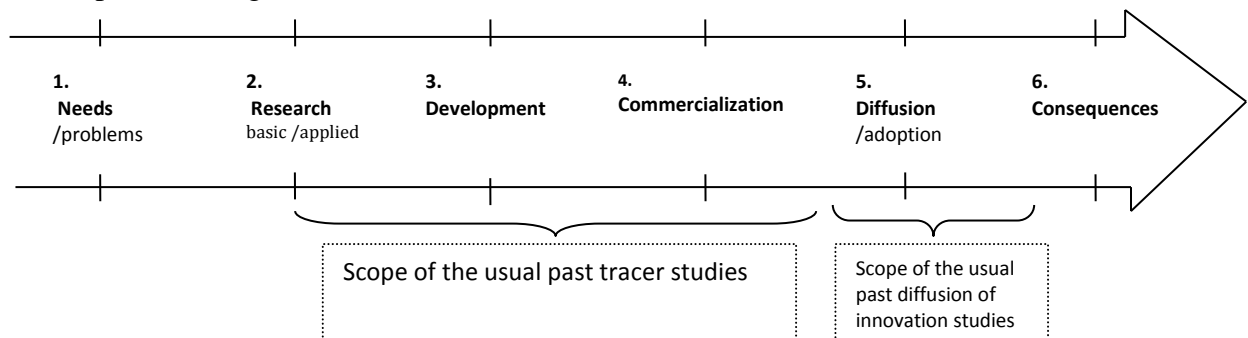 1.
Needs
/problems
2.
Research
basic /applied
3.
Development
4.
Commercialization
5.
Diffusion
/adoption
6.
Consequences
Scope of the usual past tracer studies
Scope of the usual
past diffusion of
innovation studies